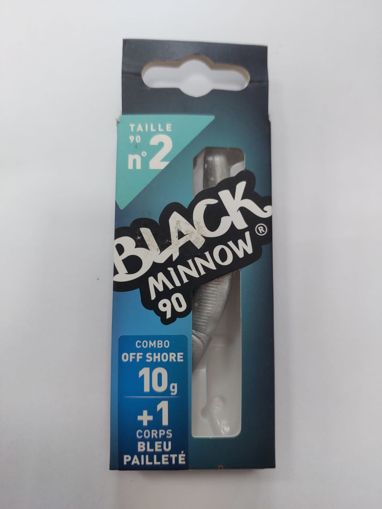 TAILLE
90
n°2
BLACK
MINNOW®
90
COMBO
OFF SHORE
10g
+1
CORPS
BLEU
PAILLETÉ